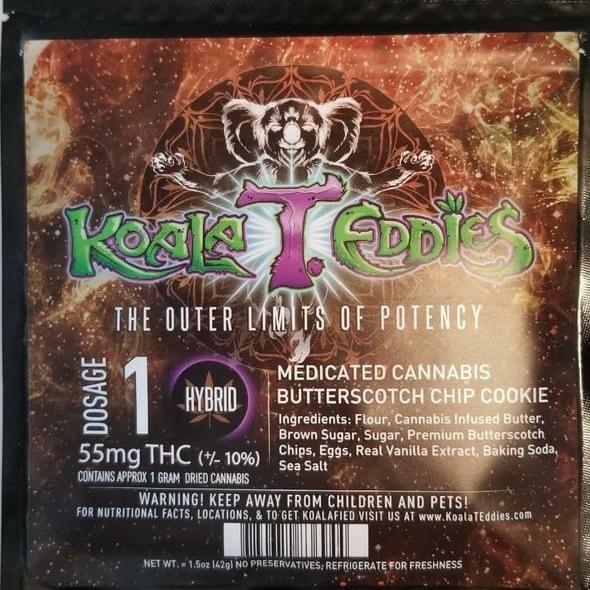 KOALA T. EDDIES
THE OUTER LIMITS OF POTENCY
DOSAGE
1
HYBRID
55mg THC (+/- 10%)
CONTAINS APPROX 1 GRAM DRIED CANNABIS
MEDICATED CANNABIS
BUTTERSCOTCH CHIP COOKIE
Ingredients: Flour, Cannabis Infused Butter,
Brown Sugar, Sugar, Premium Butterscotch
Chips, Eggs, Real Vanilla Extract, Baking Soda,
Sea Salt
WARNING! KEEP AWAY FROM CHILDREN AND PETS!
FOR NUTRITIONAL FACTS, LOCATIONS, & TO GET KOALAFIED VISIT US AT www.KoalaTEddies.com
NET WT. = 1.5oz (42g) NO PRESERVATIVES, REFRIGERATE FOR FRESHNESS